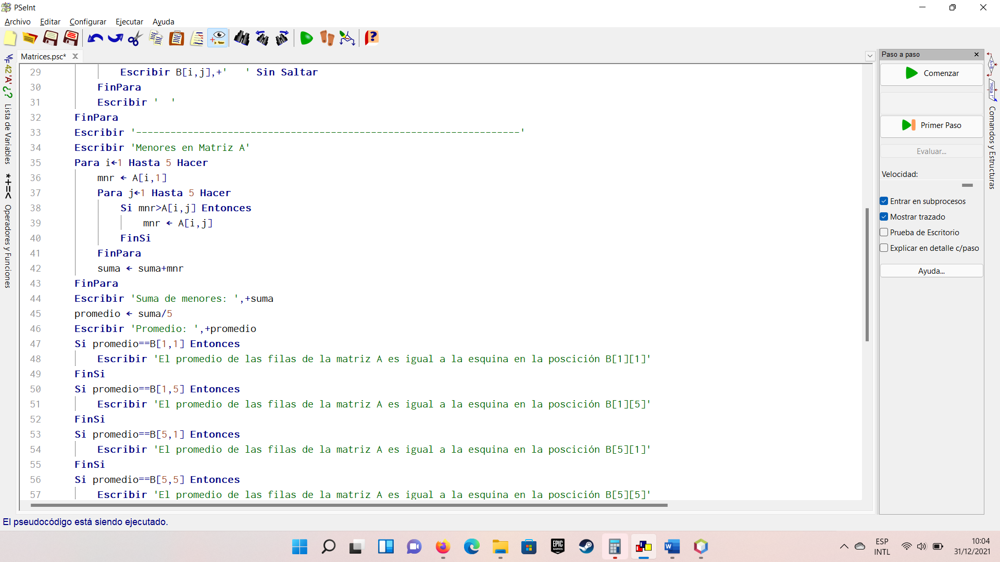 PSeInt
Archivo Editar Configurar Ejecutar Ayuda
Matrices.psc*
29 Escribir B[i,j],+'   ' Sin Saltar
30 FinPara
31 Escribir '  '
32 FinPara
33 Escribir '-------------------------------------------------------------------'
34 Escribir 'Menores en Matriz A'
35 Para i←1 Hasta 5 Hacer
36 mnr ← A[i,1]
37 Para j←1 Hasta 5 Hacer
38 Si mnr>A[i,j] Entonces
39 mnr ← A[i,j]
40 FinSi
41 FinPara
42 suma ← suma+mnr
43 FinPara
44 Escribir 'Suma de menores: ',+suma
45 promedio ← suma/5
46 Escribir 'Promedio: ',+promedio
47 Si promedio==B[1,1] Entonces
48 Escribir 'El promedio de las filas de la matriz A es igual a la esquina en la poscición B[1][1]'
49 FinSi
50 Si promedio==B[1,5] Entonces
51 Escribir 'El promedio de las filas de la matriz A es igual a la esquina en la poscición B[1][5]'
52 FinSi
53 Si promedio==B[5,1] Entonces
54 Escribir 'El promedio de las filas de la matriz A es igual a la esquina en la poscición B[5][1]'
55 FinSi
56 Si promedio==B[5,5] Entonces
57 Escribir 'El promedio de las filas de la matriz A es igual a la esquina en la poscición B[5][5]'
42 'A' ¿?
Lista de Variables
*+=<
Operadores y Funciones
Paso a paso
Comenzar
Primer Paso
Evaluar...
Velocidad:
Entrar en subprocesos
Mostrar trazado
Prueba de Escritorio
Explicar en detalle c/paso
Ayuda...
A>B
'Hola !'
Comandos y Estructuras
El pseudocódigo está siendo ejecutado.
EPIC GAMES
W
ESP
INTL
10:04
31/12/2021